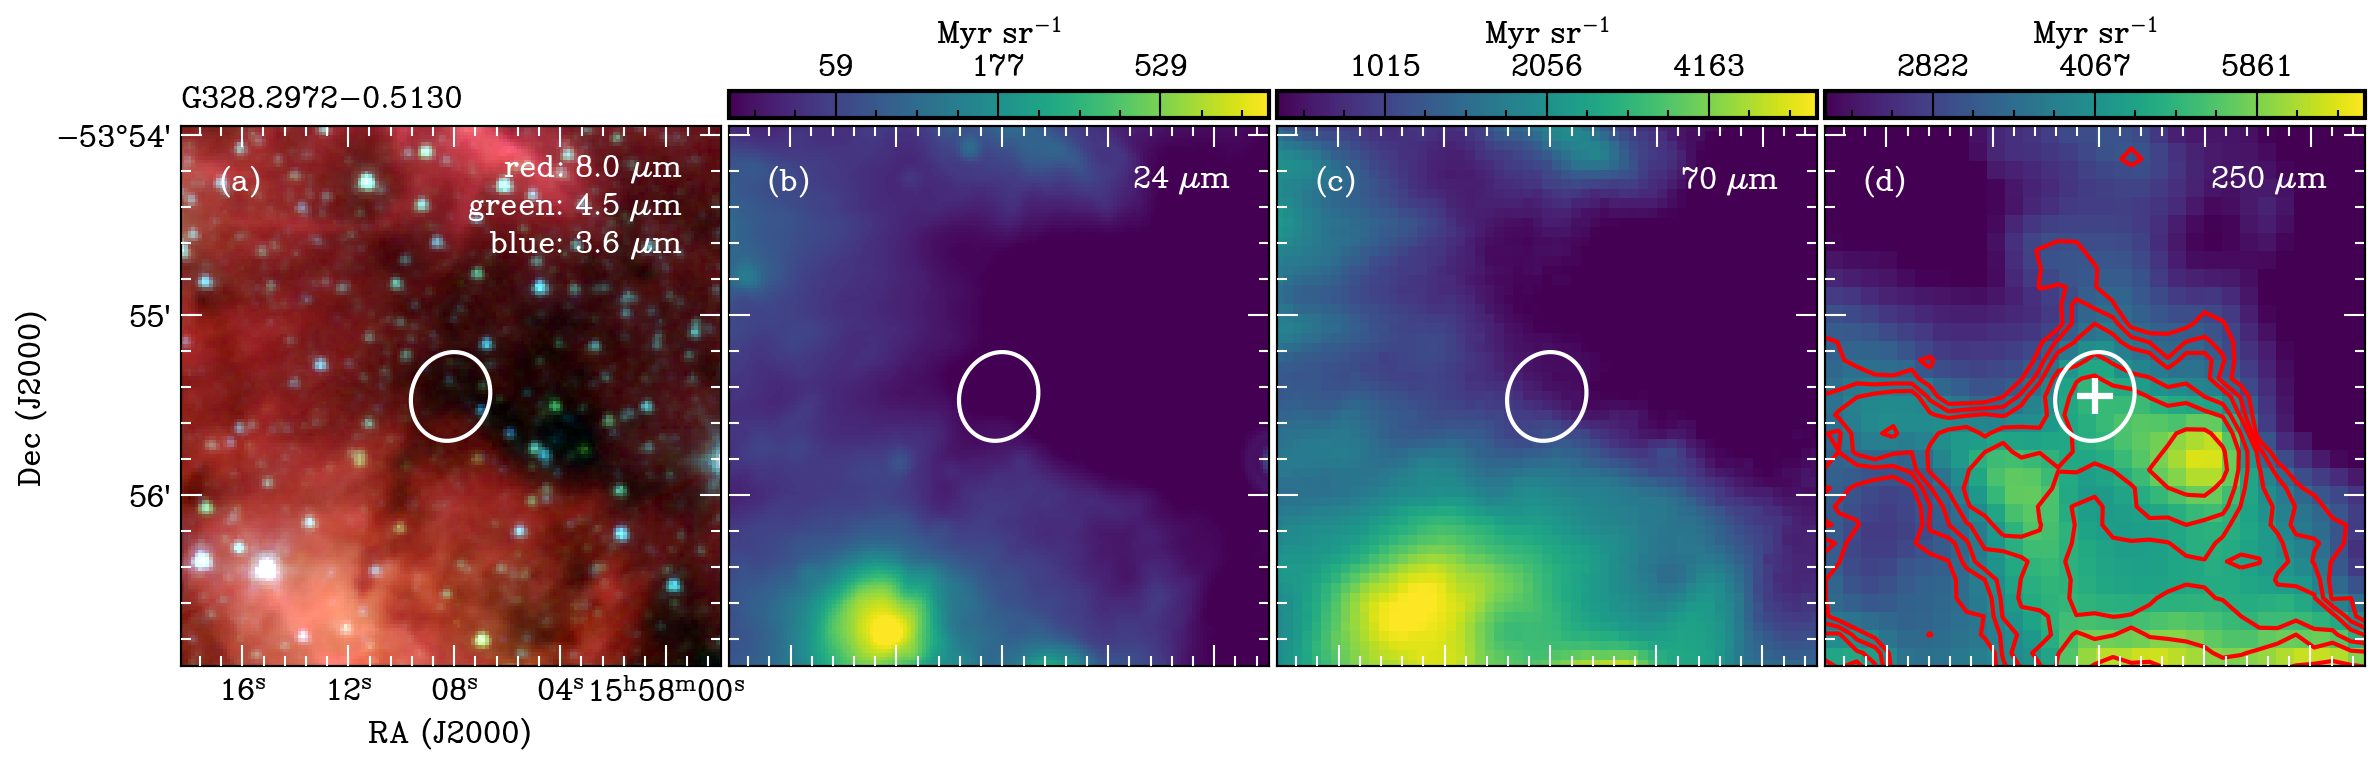 Myr sr⁻¹ Myr sr⁻¹ Myr sr⁻¹
59 177 529 1015 2056 4163 2822 4067 5861
G328.2972−0.5130
(a) red: 8.0 μm
green: 4.5 μm
blue: 3.6 μm
(b) 24 μm
(c) 70 μm
(d) 250 μm
−53°54'
55'
56'
Dec (J2000)
16ˢ 12ˢ 08ˢ 04ˢ 15ʰ58ᵐ00ˢ
RA (J2000)